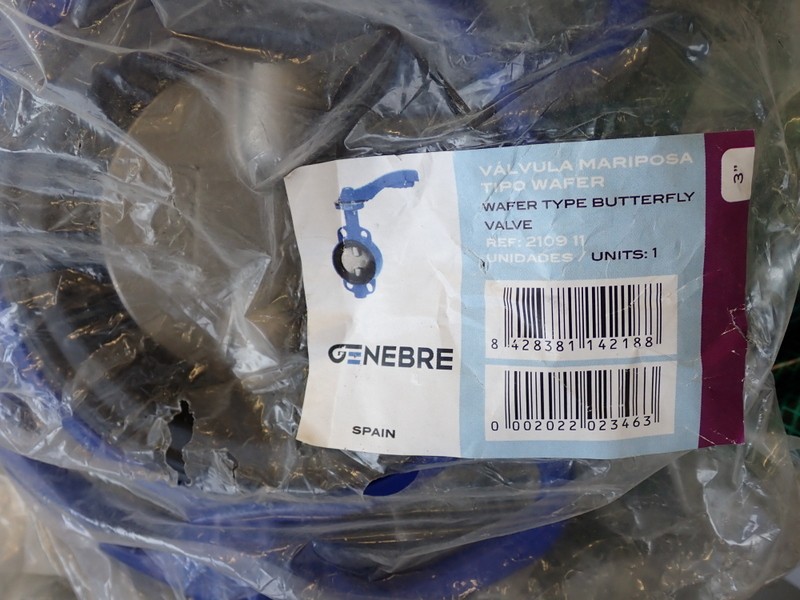 VÁLVULA MARIPOSA
TIPO WAFER
WAFER TYPE BUTTERFLY
VALVE
REF: 2109 11
UNIDADES / UNITS: 1
3"
8 428381 142188
0 002022 023463
GENEBRE
SPAIN